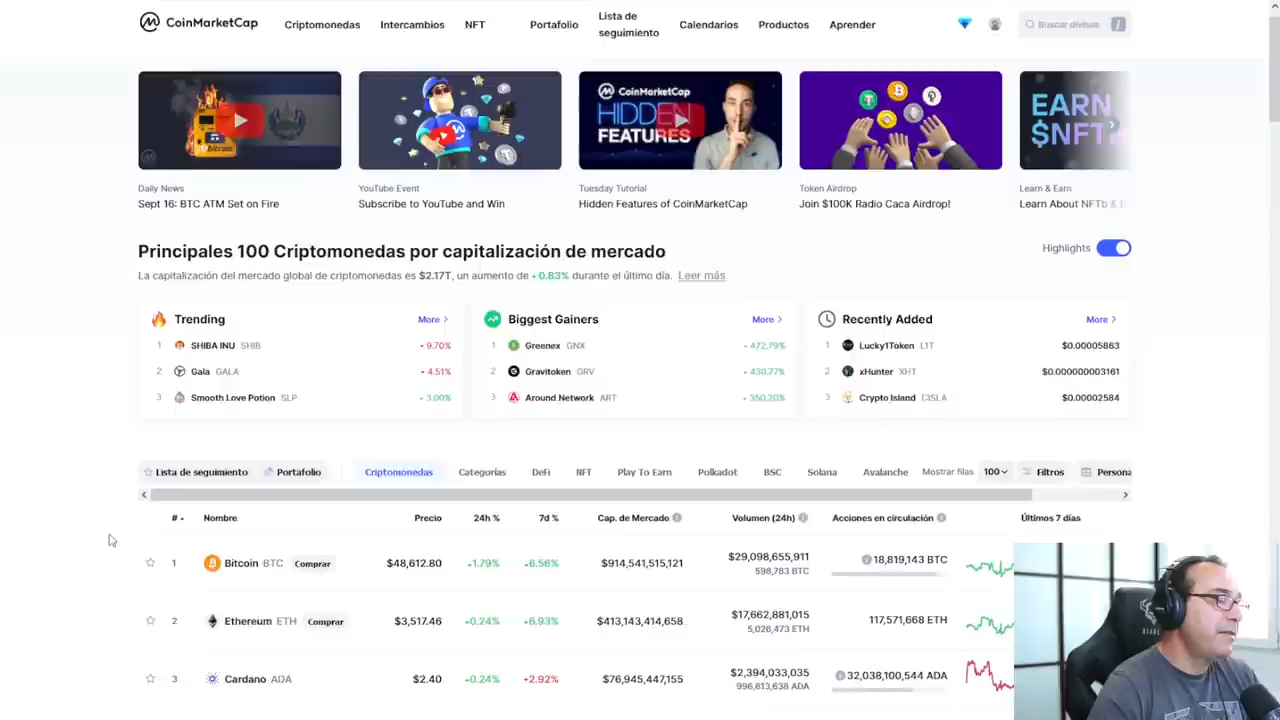 CoinMarketCap
Criptomonedas
Intercambios
NFT
Portafolio
Lista de
seguimiento
Calendarios
Productos
Aprender
Buscar divisas
/
Bitcoin
CoinMarketCap
HIDDEN
FEATURES
EARN
$NFT
Daily News
Sept 16: BTC ATM Set on Fire
YouTube Event
Subscribe to YouTube and Win
Tuesday Tutorial
Hidden Features of CoinMarketCap
Token Airdrop
Join $100K Radio Caca Airdrop!
Learn & Earn
Learn About NFTb &
Principales 100 Criptomonedas por capitalización de mercado
Highlights
La capitalización del mercado global de criptomonedas es $2.17T, un aumento de 0.83% durante el último día. Leer más
Trending More
1 SHIBA INU SHIB 9.70%
2 Gala GALA 4.51%
3 Smooth Love Potion SLP 3.00%
Biggest Gainers More
1 Greenex GNX 472.79%
2 Gravitoken GRV 430.77%
3 Around Network ART 350.20%
Recently Added More
1 Lucky1Token L1T $0.00005863
2 xHunter XHT $0.000000003161
3 Crypto Island CISLA $0.00002584
Lista de seguimiento Portafolio Criptomonedas Categorías DeFi NFT Play To Earn Polkadot BSC Solana Avalanche Mostrar filas 100 Filtros Persona
# Nombre Precio 24h % 7d % Cap. de Mercado Volumen (24h) Acciones en circulación Últimos 7 días
1 Bitcoin BTC Comprar $48,612.80 1.79% 6.56% $914,541,515,121 $29,098,655,911 18,819,143 BTC
598,783 BTC
2 Ethereum ETH Comprar $3,517.46 0.24% 6.93% $413,143,414,658 $17,662,881,015 117,571,668 ETH
5,026,473 ETH
3 Cardano ADA $2.40 0.24% 2.92% $76,945,447,155 $2,394,033,035 32,038,100,544 ADA
996,813,638 ADA